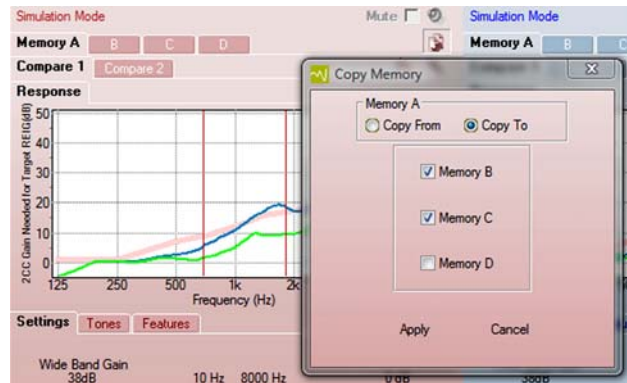 Simulation Mode
Mute
Simulation Mode
Memory A B C D
Memory A B C
Compare 1 Compare 2
Response
2CC Gain Needed for Target REIG(dB)
50
40
30
20
10
0
125 250 500 1k 2k
Frequency (Hz)
Settings Tones Features
Wide Band Gain
38dB
10 Hz 8000 Hz
0 dB
38dB
Copy Memory
Memory A
Copy From Copy To
Memory B
Memory C
Memory D
Apply Cancel